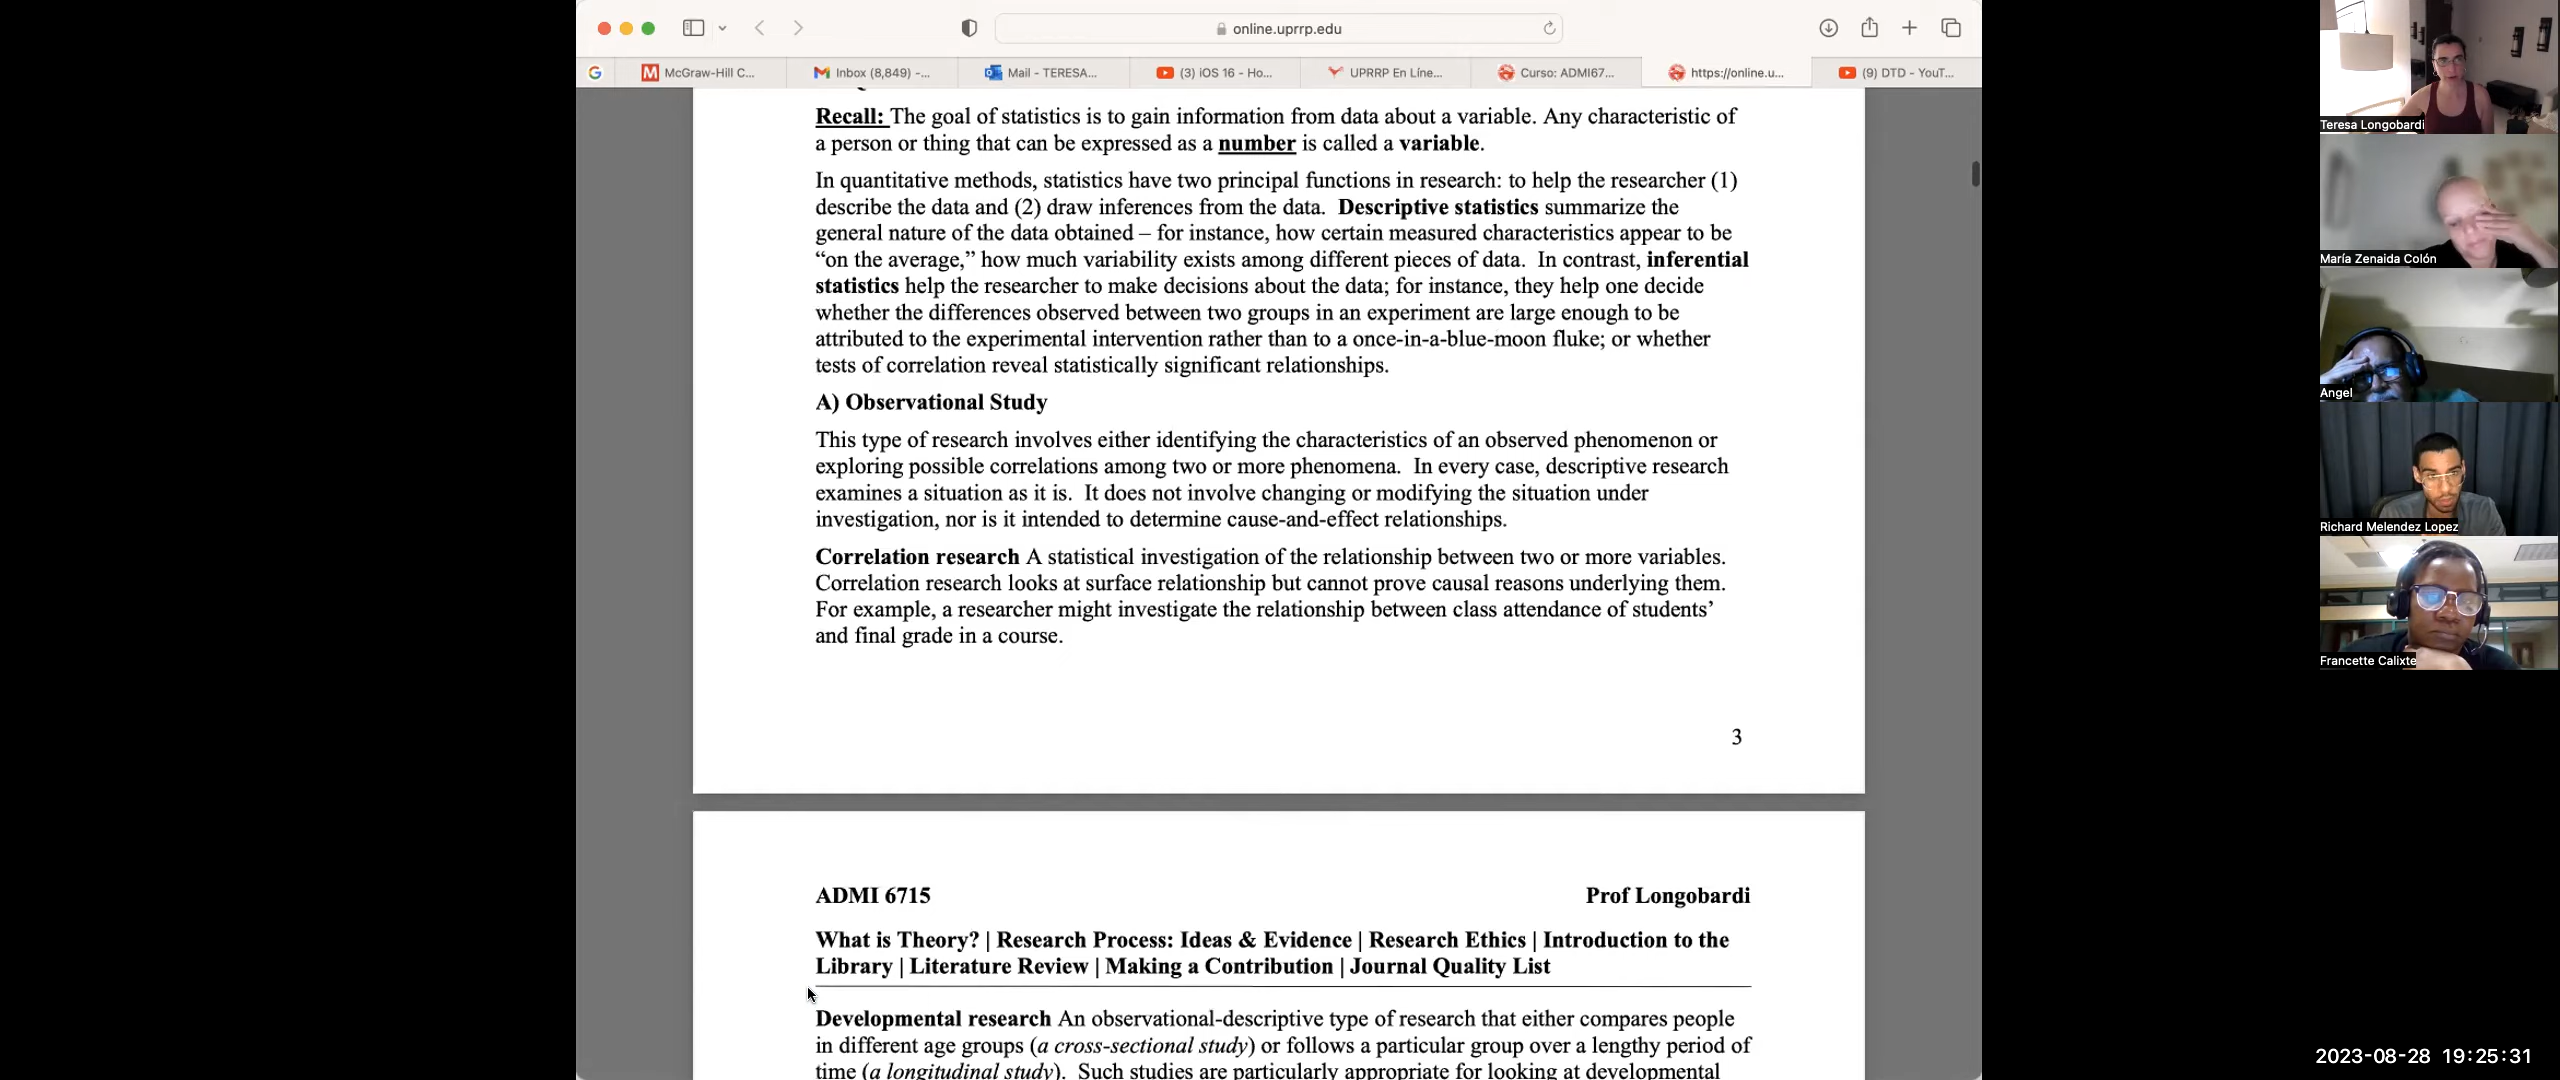 online.uprrp.edu
McGraw-Hill C...
Inbox (8,849) -...
Mail - TERESA...
(3) iOS 16 - Ho...
UPRRP En Líne...
Curso: ADMI67...
https://online.u...
(9) DTD - YouT...
Recall: The goal of statistics is to gain information from data about a variable. Any characteristic of
a person or thing that can be expressed as a number is called a variable.
In quantitative methods, statistics have two principal functions in research: to help the researcher (1)
describe the data and (2) draw inferences from the data. Descriptive statistics summarize the
general nature of the data obtained – for instance, how certain measured characteristics appear to be
“on the average,” how much variability exists among different pieces of data. In contrast, inferential
statistics help the researcher to make decisions about the data; for instance, they help one decide
whether the differences observed between two groups in an experiment are large enough to be
attributed to the experimental intervention rather than to a once-in-a-blue-moon fluke; or whether
tests of correlation reveal statistically significant relationships.
A) Observational Study
This type of research involves either identifying the characteristics of an observed phenomenon or
exploring possible correlations among two or more phenomena. In every case, descriptive research
examines a situation as it is. It does not involve changing or modifying the situation under
investigation, nor is it intended to determine cause-and-effect relationships.
Correlation research A statistical investigation of the relationship between two or more variables.
Correlation research looks at surface relationship but cannot prove causal reasons underlying them.
For example, a researcher might investigate the relationship between class attendance of students’
and final grade in a course.
3
ADMI 6715 Prof Longobardi
What is Theory? | Research Process: Ideas & Evidence | Research Ethics | Introduction to the
Library | Literature Review | Making a Contribution | Journal Quality List
Developmental research An observational-descriptive type of research that either compares people
in different age groups (a cross-sectional study) or follows a particular group over a lengthy period of
time (a longitudinal study). Such studies are particularly appropriate for looking at developmental
Teresa Longobardi
María Zenaida Colón
Angel
Richard Melendez Lopez
Francette Calixte
2023-08-28 19:25:31